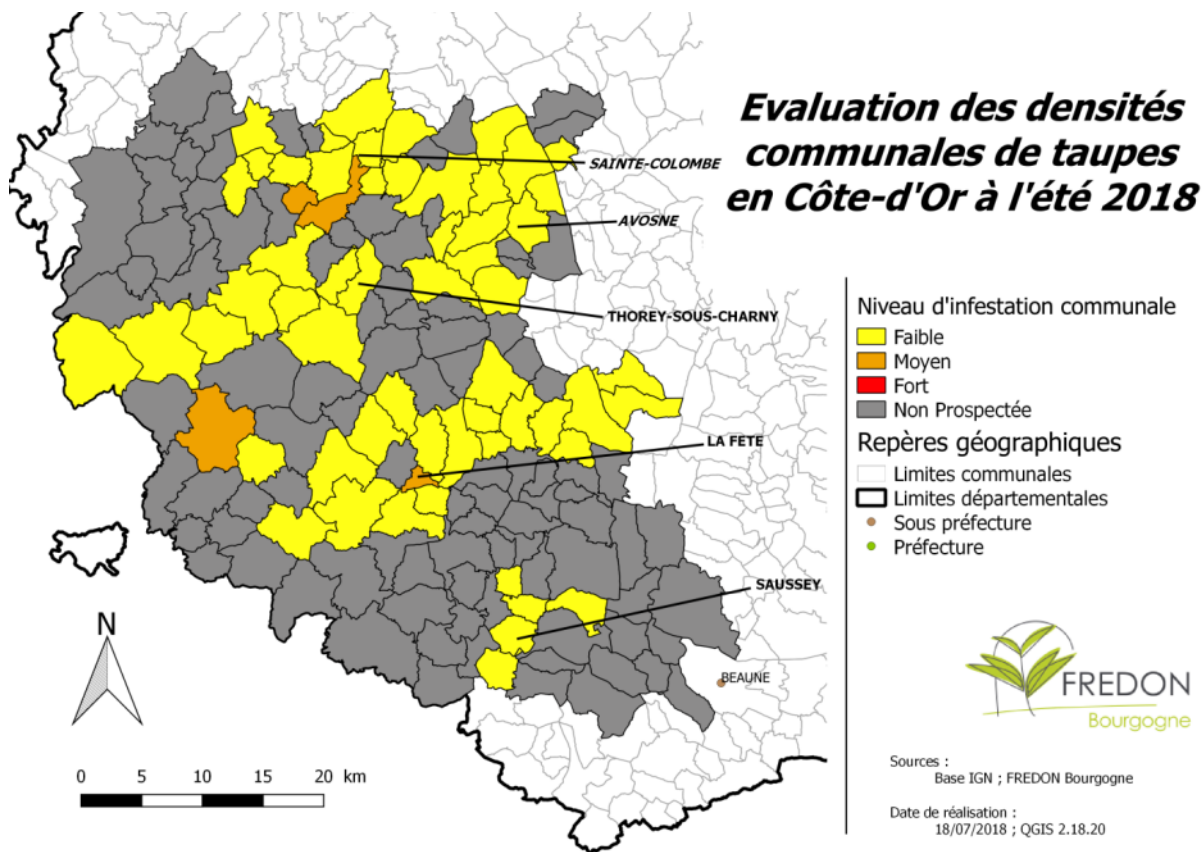 Evaluation des densités
communales de taupes
en Côte-d'Or à l'été 2018
SAINTE-COLOMBE
AVOSNE
THOREY-SOUS-CHARNY
LA FETE
SAUSSEY
BEAUNE
N
0 5 10 15 20 km
Niveau d'infestation communale
Faible
Moyen
Fort
Non Prospectée
Repères géographiques
Limites communales
Limites départementales
Sous préfecture
Préfecture
FREDON
Bourgogne
Sources :
Base IGN ; FREDON Bourgogne
Date de réalisation :
18/07/2018 ; QGIS 2.18.20